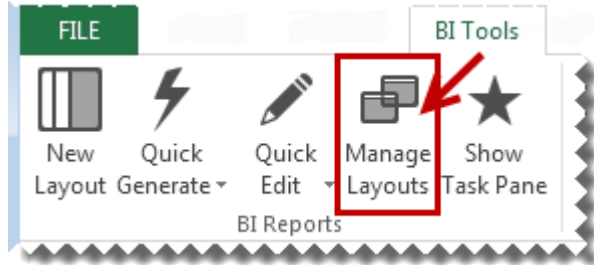 FILE
BI Tools
New Quick Quick Manage Show
Layout Generate Edit Layouts Task Pane
BI Reports